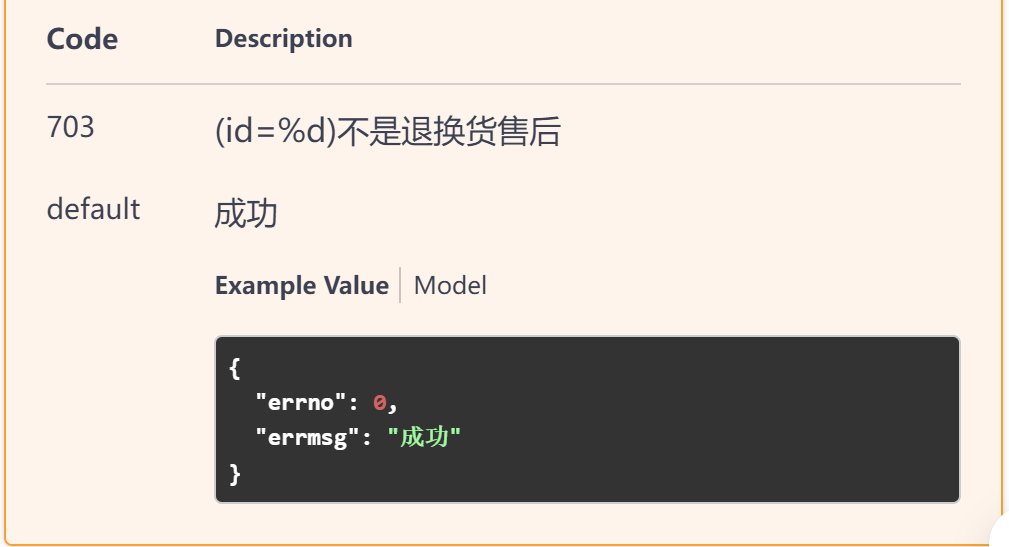 Code Description
703 (id=%d)不是退换货售后
default 成功
Example Value Model
{
"errno": 0,
"errmsg": "成功"
}